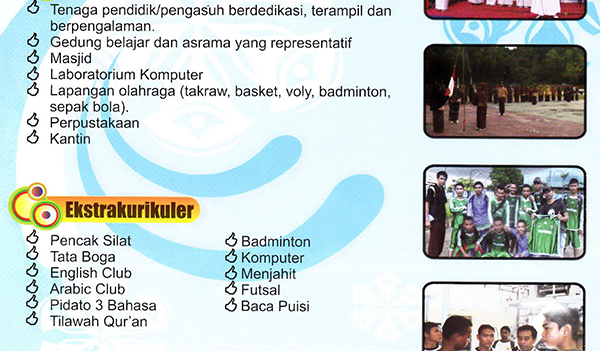 Tenaga pendidik/pengasuh berdedikasi, terampil dan
berpengalaman.
Gedung belajar dan asrama yang representatif
Masjid
Laboratorium Komputer
Lapangan olahraga (takraw, basket, voly, badminton,
sepak bola).
Perpustakaan
Kantin
Ekstrakurikuler
Pencak Silat
Tata Boga
English Club
Arabic Club
Pidato 3 Bahasa
Tilawah Qur'an
Badminton
Komputer
Menjahit
Futsal
Baca Puisi